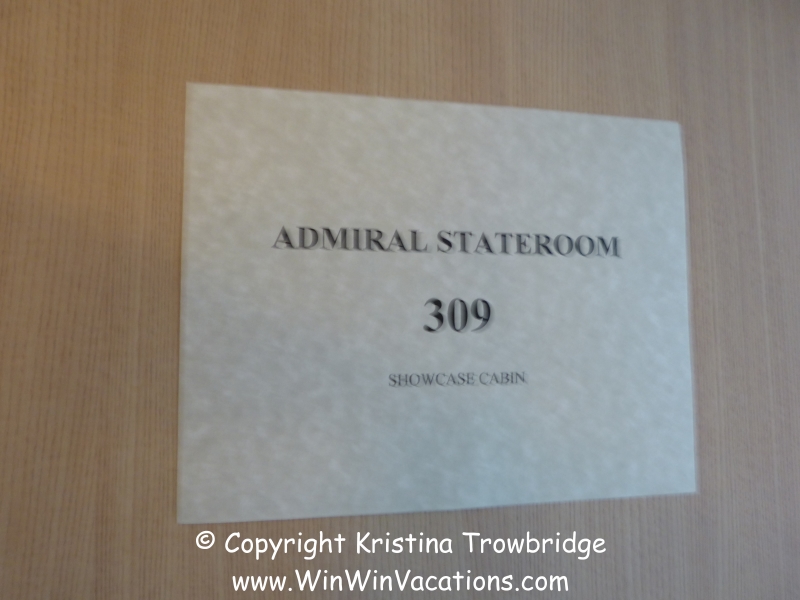 ADMIRAL STATEROOM
309
SHOWCASE CABIN
© Copyright Kristina Trowbridge
www.WinWinVacations.com